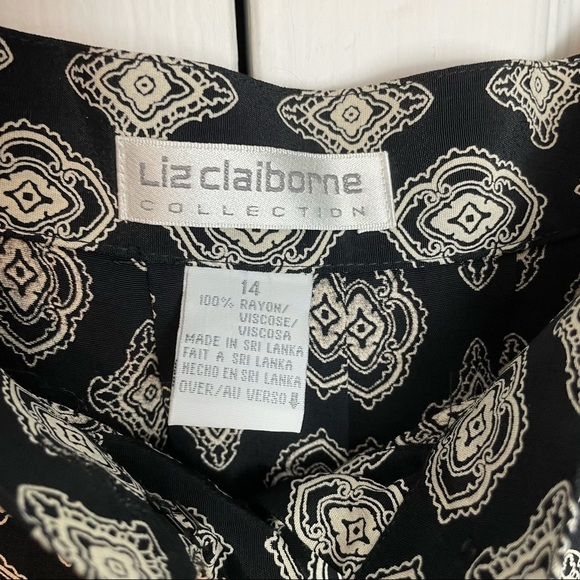 Liz claiborne
COLLECTION
14
100% RAYON/
VISCOSE/
VISCOSA
MADE IN SRI LANKA
FAIT A SRI LANKA
HECHO EN SRI LANKA
OVER/AU VERSO